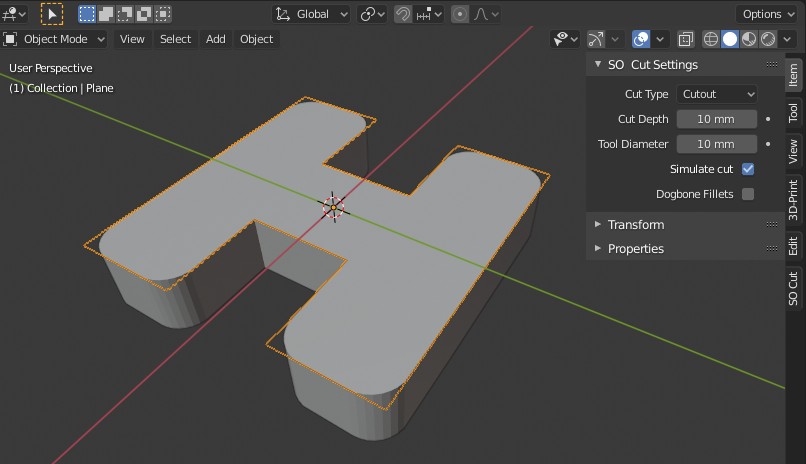 Global
Options
Object Mode
View
Select
Add
Object
User Perspective
(1) Collection | Plane
SO Cut Settings
Cut Type
Cutout
Cut Depth
10 mm
Tool Diameter
10 mm
Simulate cut
Dogbone Fillets
Transform
Properties
Item
Tool
View
3D-Print
Edit
SO Cut